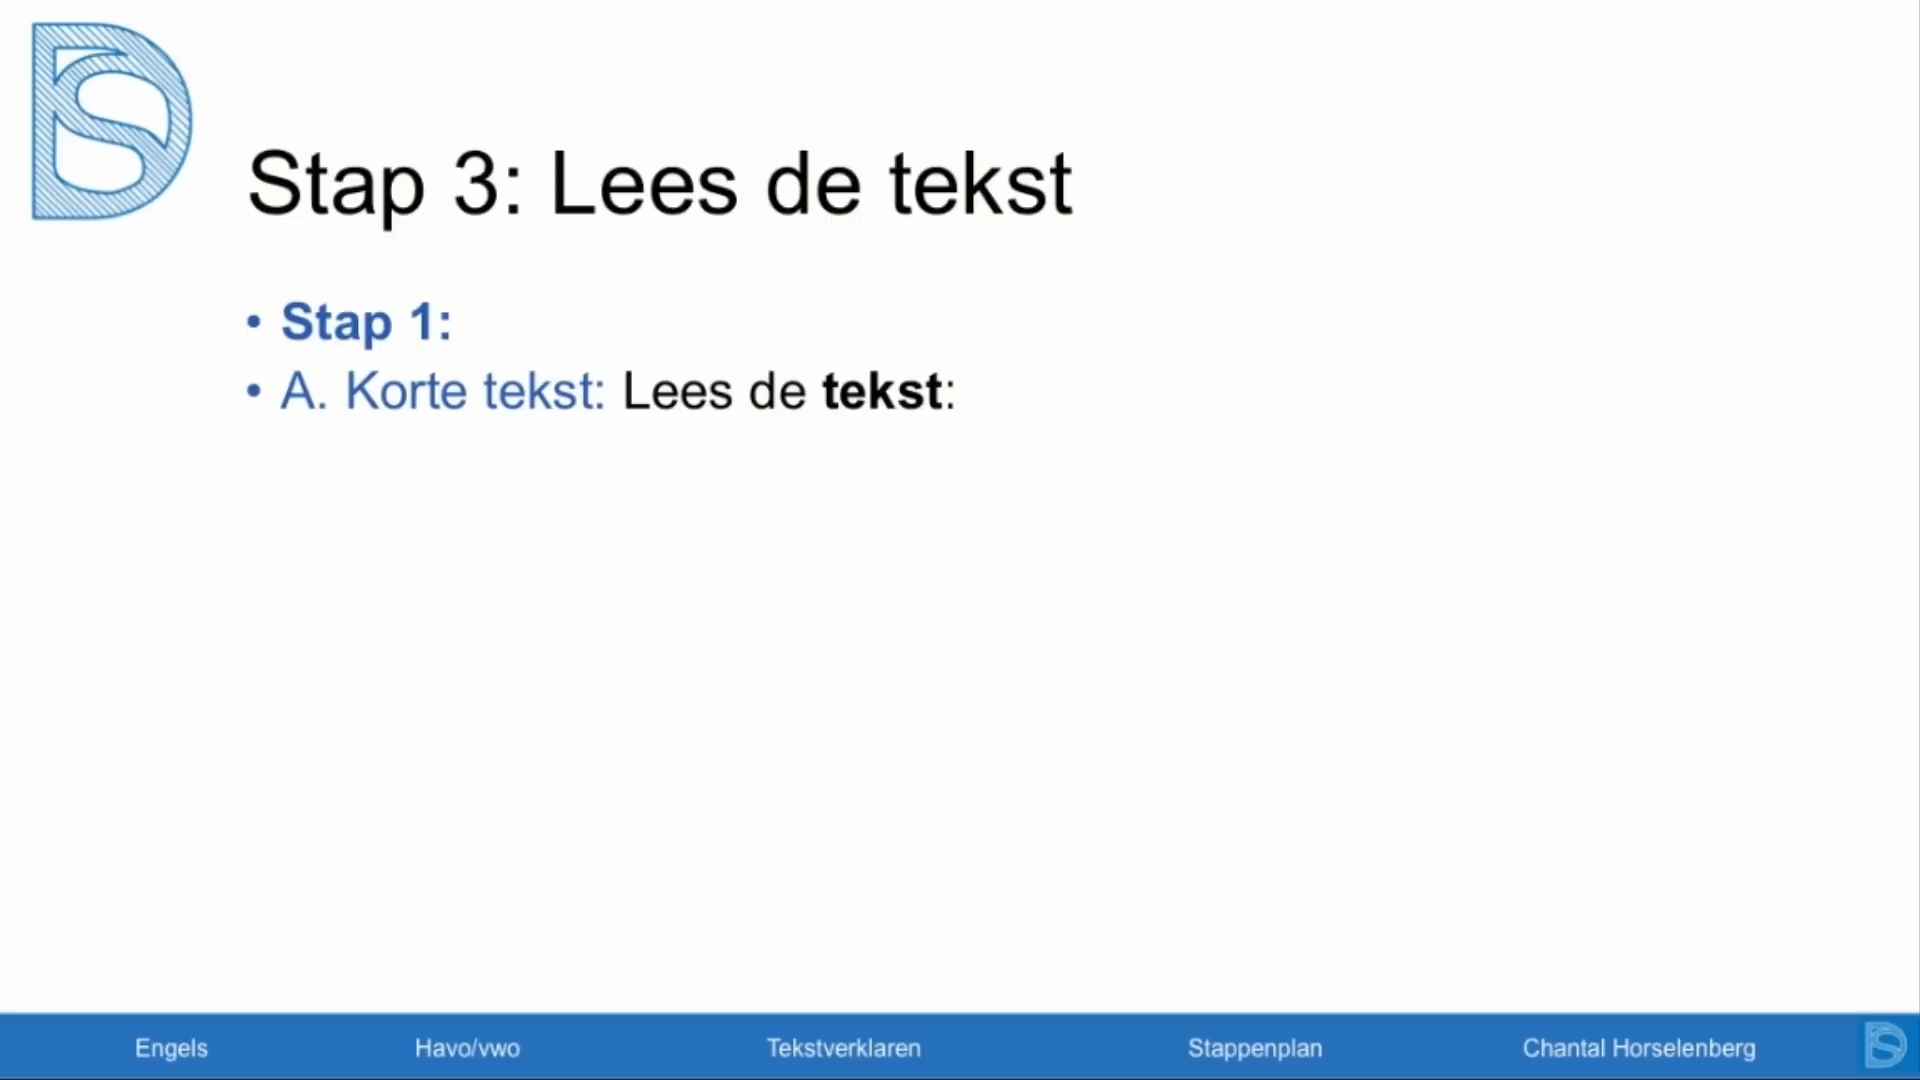 Stap 3: Lees de tekst
• Stap 1:
• A. Korte tekst: Lees de tekst:
Engels Havo/vwo Tekstverklaren Stappenplan Chantal Horselenberg